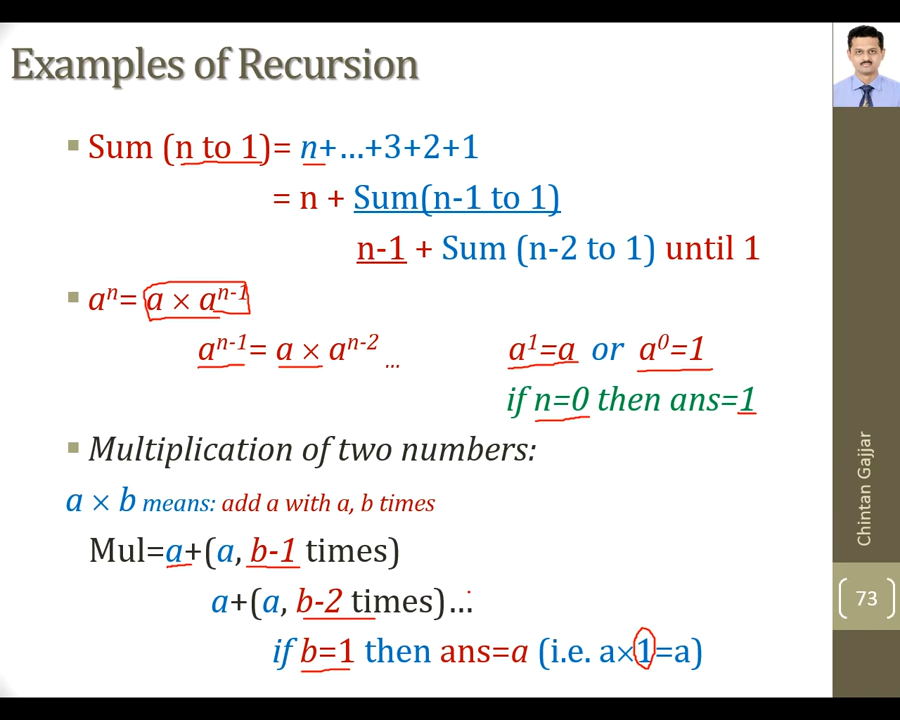 Examples of Recursion
Sum (n to 1)= n+...+3+2+1
= n + Sum(n-1 to 1)
n-1 + Sum (n-2 to 1) until 1
aⁿ= a × aⁿ⁻¹
aⁿ⁻¹= a × aⁿ⁻² ...
a¹=a or a⁰=1
if n=0 then ans=1
Multiplication of two numbers:
a × b means: add a with a, b times
Mul=a+(a, b-1 times)
a+(a, b-2 times)...
if b=1 then ans=a (i.e. a×1=a)
Chintan Gajjar
73